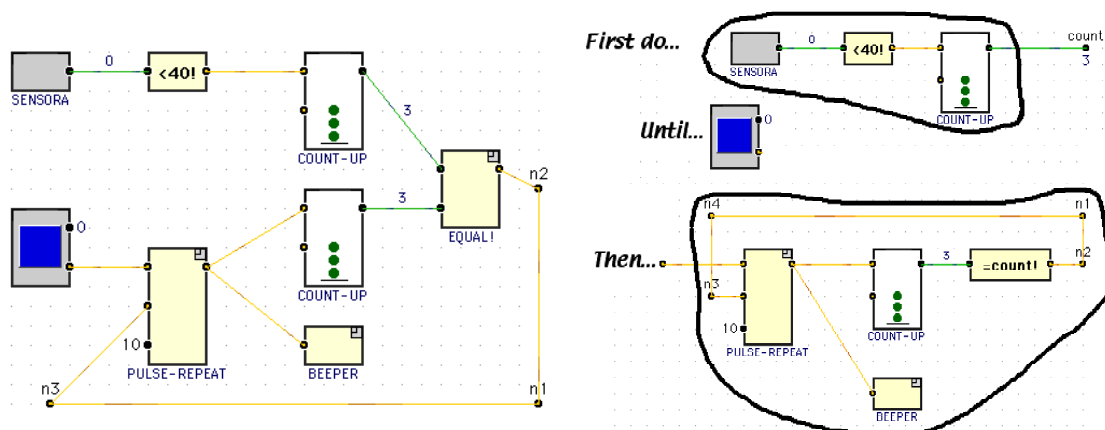 0
<40!
SENSORA
3
COUNT-UP
n2
0
3
EQUAL!
COUNT-UP
10
PULSE-REPEAT
BEEPER
n3
n1
First do...
0
<40!
count
3
SENSORA
COUNT-UP
Until...
0
n4
n1
Then...
3
=count!
n2
n3
10
COUNT-UP
PULSE-REPEAT
BEEPER